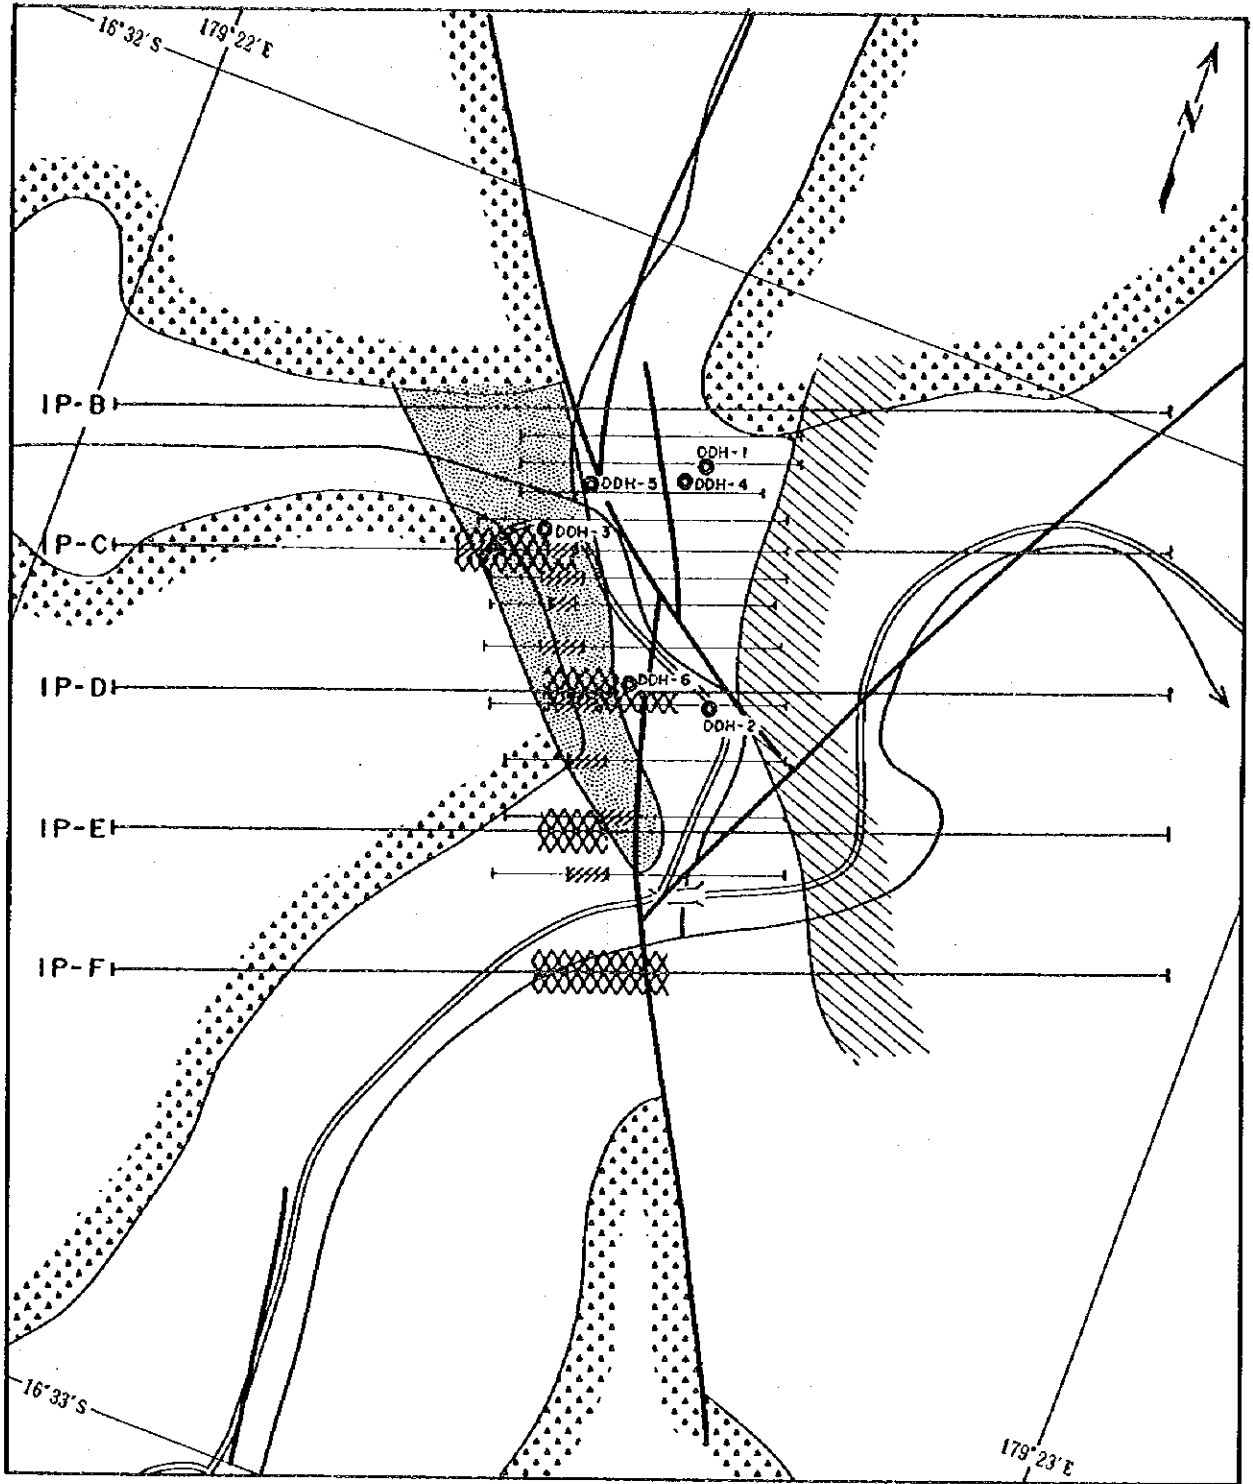 16°32'S
179°22'E
N
IP-B
DDH-1
DDH-5
DDH-4
DDH-3
IP-C
IP-D
DDH-6
DDH-2
IP-E
IP-F
16°33'S
179°23'E